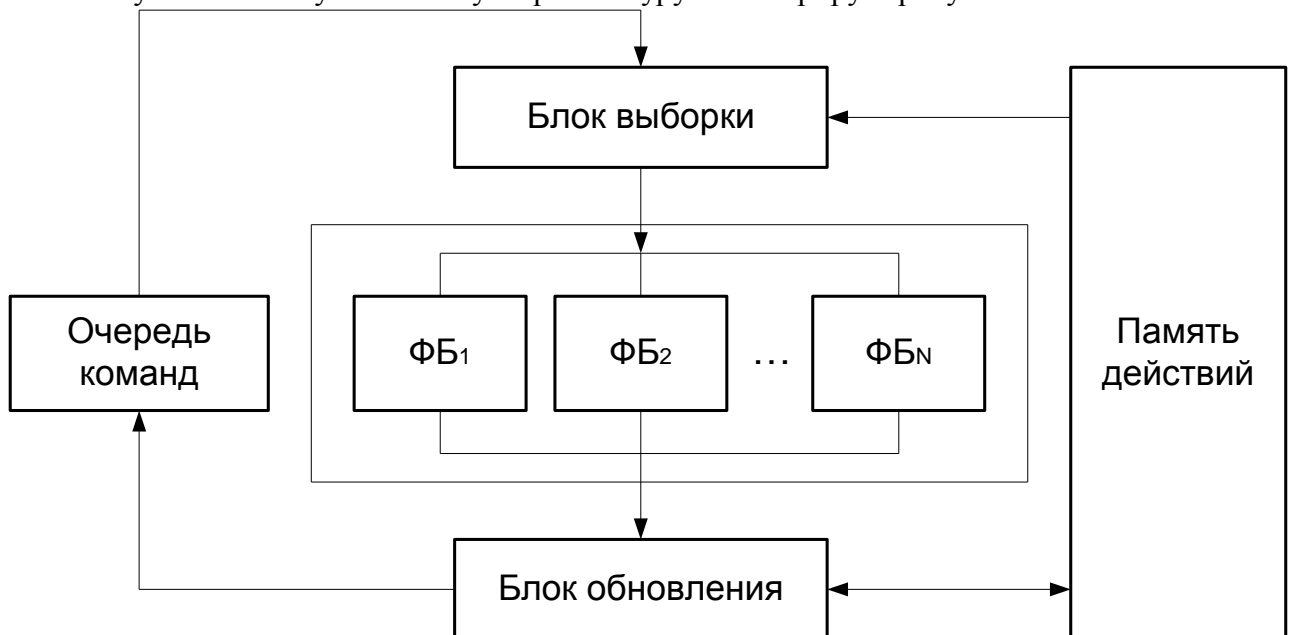 Блок выборки
Очередь
команд
ФБ1
ФБ2
...
ФБN
Память
действий
Блок обновления